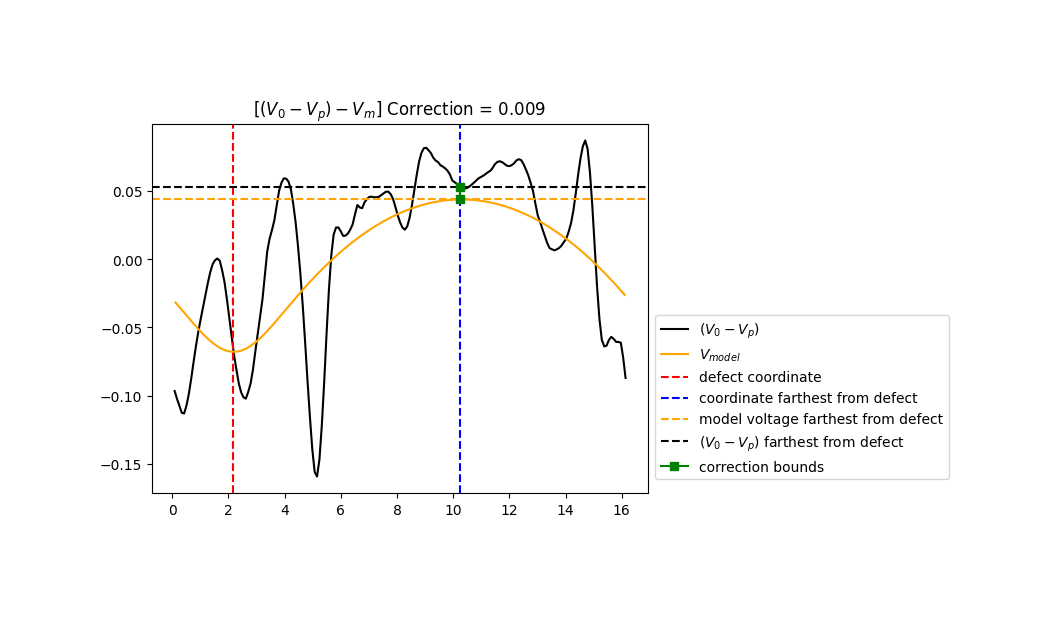 [(V₀ − Vₚ) − Vₘ] Correction = 0.009
0.05
0.00
−0.05
−0.10
−0.15
0 2 4 6 8 10 12 14 16
(V₀ − Vₚ)
V_model
defect coordinate
coordinate farthest from defect
model voltage farthest from defect
(V₀ − Vₚ) farthest from defect
correction bounds